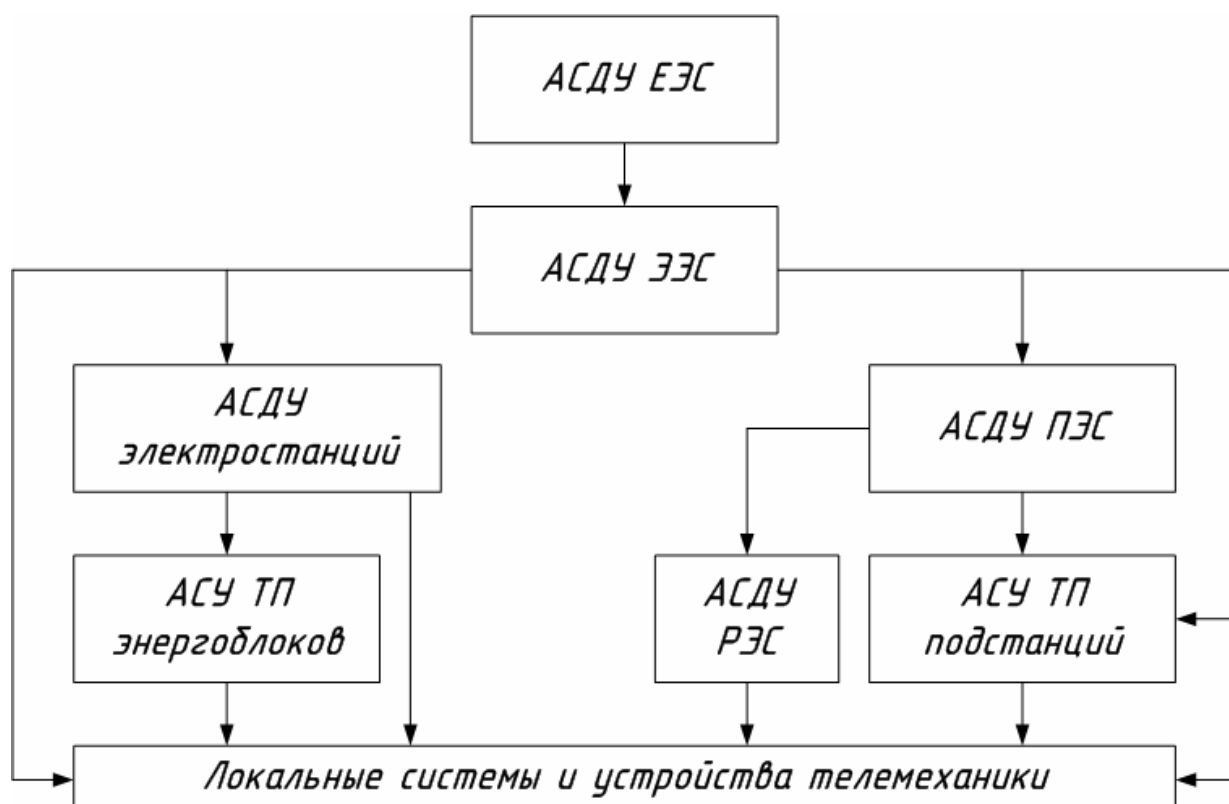 АСДУ ЕЭС
АСДУ ЭЭС
АСДУ
электростанций
АСДУ ПЭС
АСУ ТП
энергоблоков
АСДУ
РЭС
АСУ ТП
подстанций
Локальные системы и устройства телемеханики